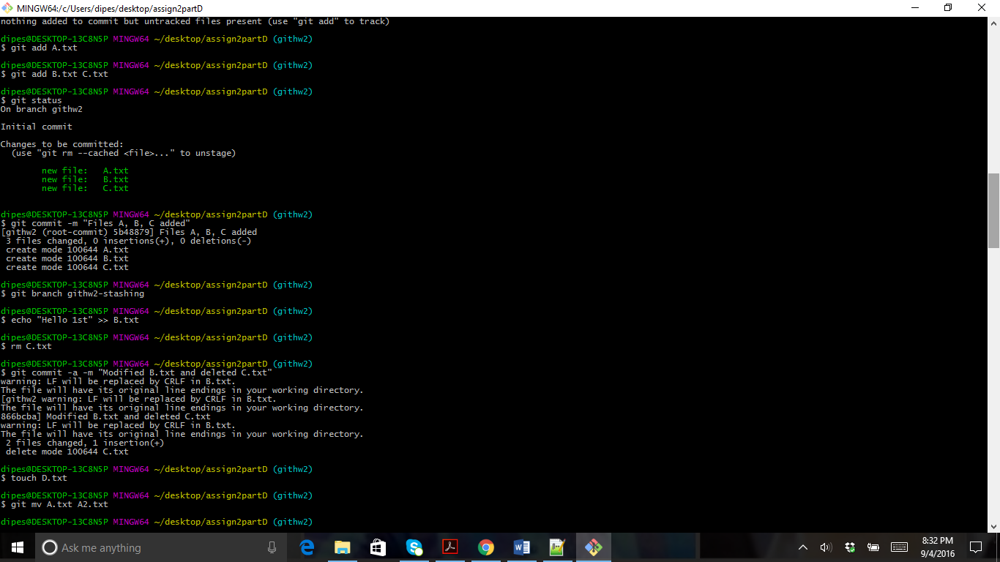 MINGW64:/c/Users/dipes/desktop/assign2partD
nothing added to commit but untracked files present (use "git add" to track)
dipes@DESKTOP-13C8N5P MINGW64 ~/desktop/assign2partD (githw2)
$ git add A.txt
dipes@DESKTOP-13C8N5P MINGW64 ~/desktop/assign2partD (githw2)
$ git add B.txt C.txt
dipes@DESKTOP-13C8N5P MINGW64 ~/desktop/assign2partD (githw2)
$ git status
On branch githw2
Initial commit
Changes to be committed:
  (use "git rm --cached <file>..." to unstage)
        new file:   A.txt
        new file:   B.txt
        new file:   C.txt
dipes@DESKTOP-13C8N5P MINGW64 ~/desktop/assign2partD (githw2)
$ git commit -m "Files A, B, C added"
[githw2 (root-commit) 5b48879] Files A, B, C added
 3 files changed, 0 insertions(+), 0 deletions(-)
 create mode 100644 A.txt
 create mode 100644 B.txt
 create mode 100644 C.txt
dipes@DESKTOP-13C8N5P MINGW64 ~/desktop/assign2partD (githw2)
$ git branch githw2-stashing
dipes@DESKTOP-13C8N5P MINGW64 ~/desktop/assign2partD (githw2)
$ echo "Hello 1st" >> B.txt
dipes@DESKTOP-13C8N5P MINGW64 ~/desktop/assign2partD (githw2)
$ rm C.txt
dipes@DESKTOP-13C8N5P MINGW64 ~/desktop/assign2partD (githw2)
$ git commit -a -m "Modified B.txt and deleted C.txt"
warning: LF will be replaced by CRLF in B.txt.
The file will have its original line endings in your working directory.
[githw2 warning: LF will be replaced by CRLF in B.txt.
The file will have its original line endings in your working directory.
866bcba] Modified B.txt and deleted C.txt
warning: LF will be replaced by CRLF in B.txt.
The file will have its original line endings in your working directory.
 2 files changed, 1 insertion(+)
 delete mode 100644 C.txt
dipes@DESKTOP-13C8N5P MINGW64 ~/desktop/assign2partD (githw2)
$ touch D.txt
dipes@DESKTOP-13C8N5P MINGW64 ~/desktop/assign2partD (githw2)
$ git mv A.txt A2.txt
dipes@DESKTOP-13C8N5P MINGW64 ~/desktop/assign2partD (githw2)
Ask me anything
8:32 PM
9/4/2016